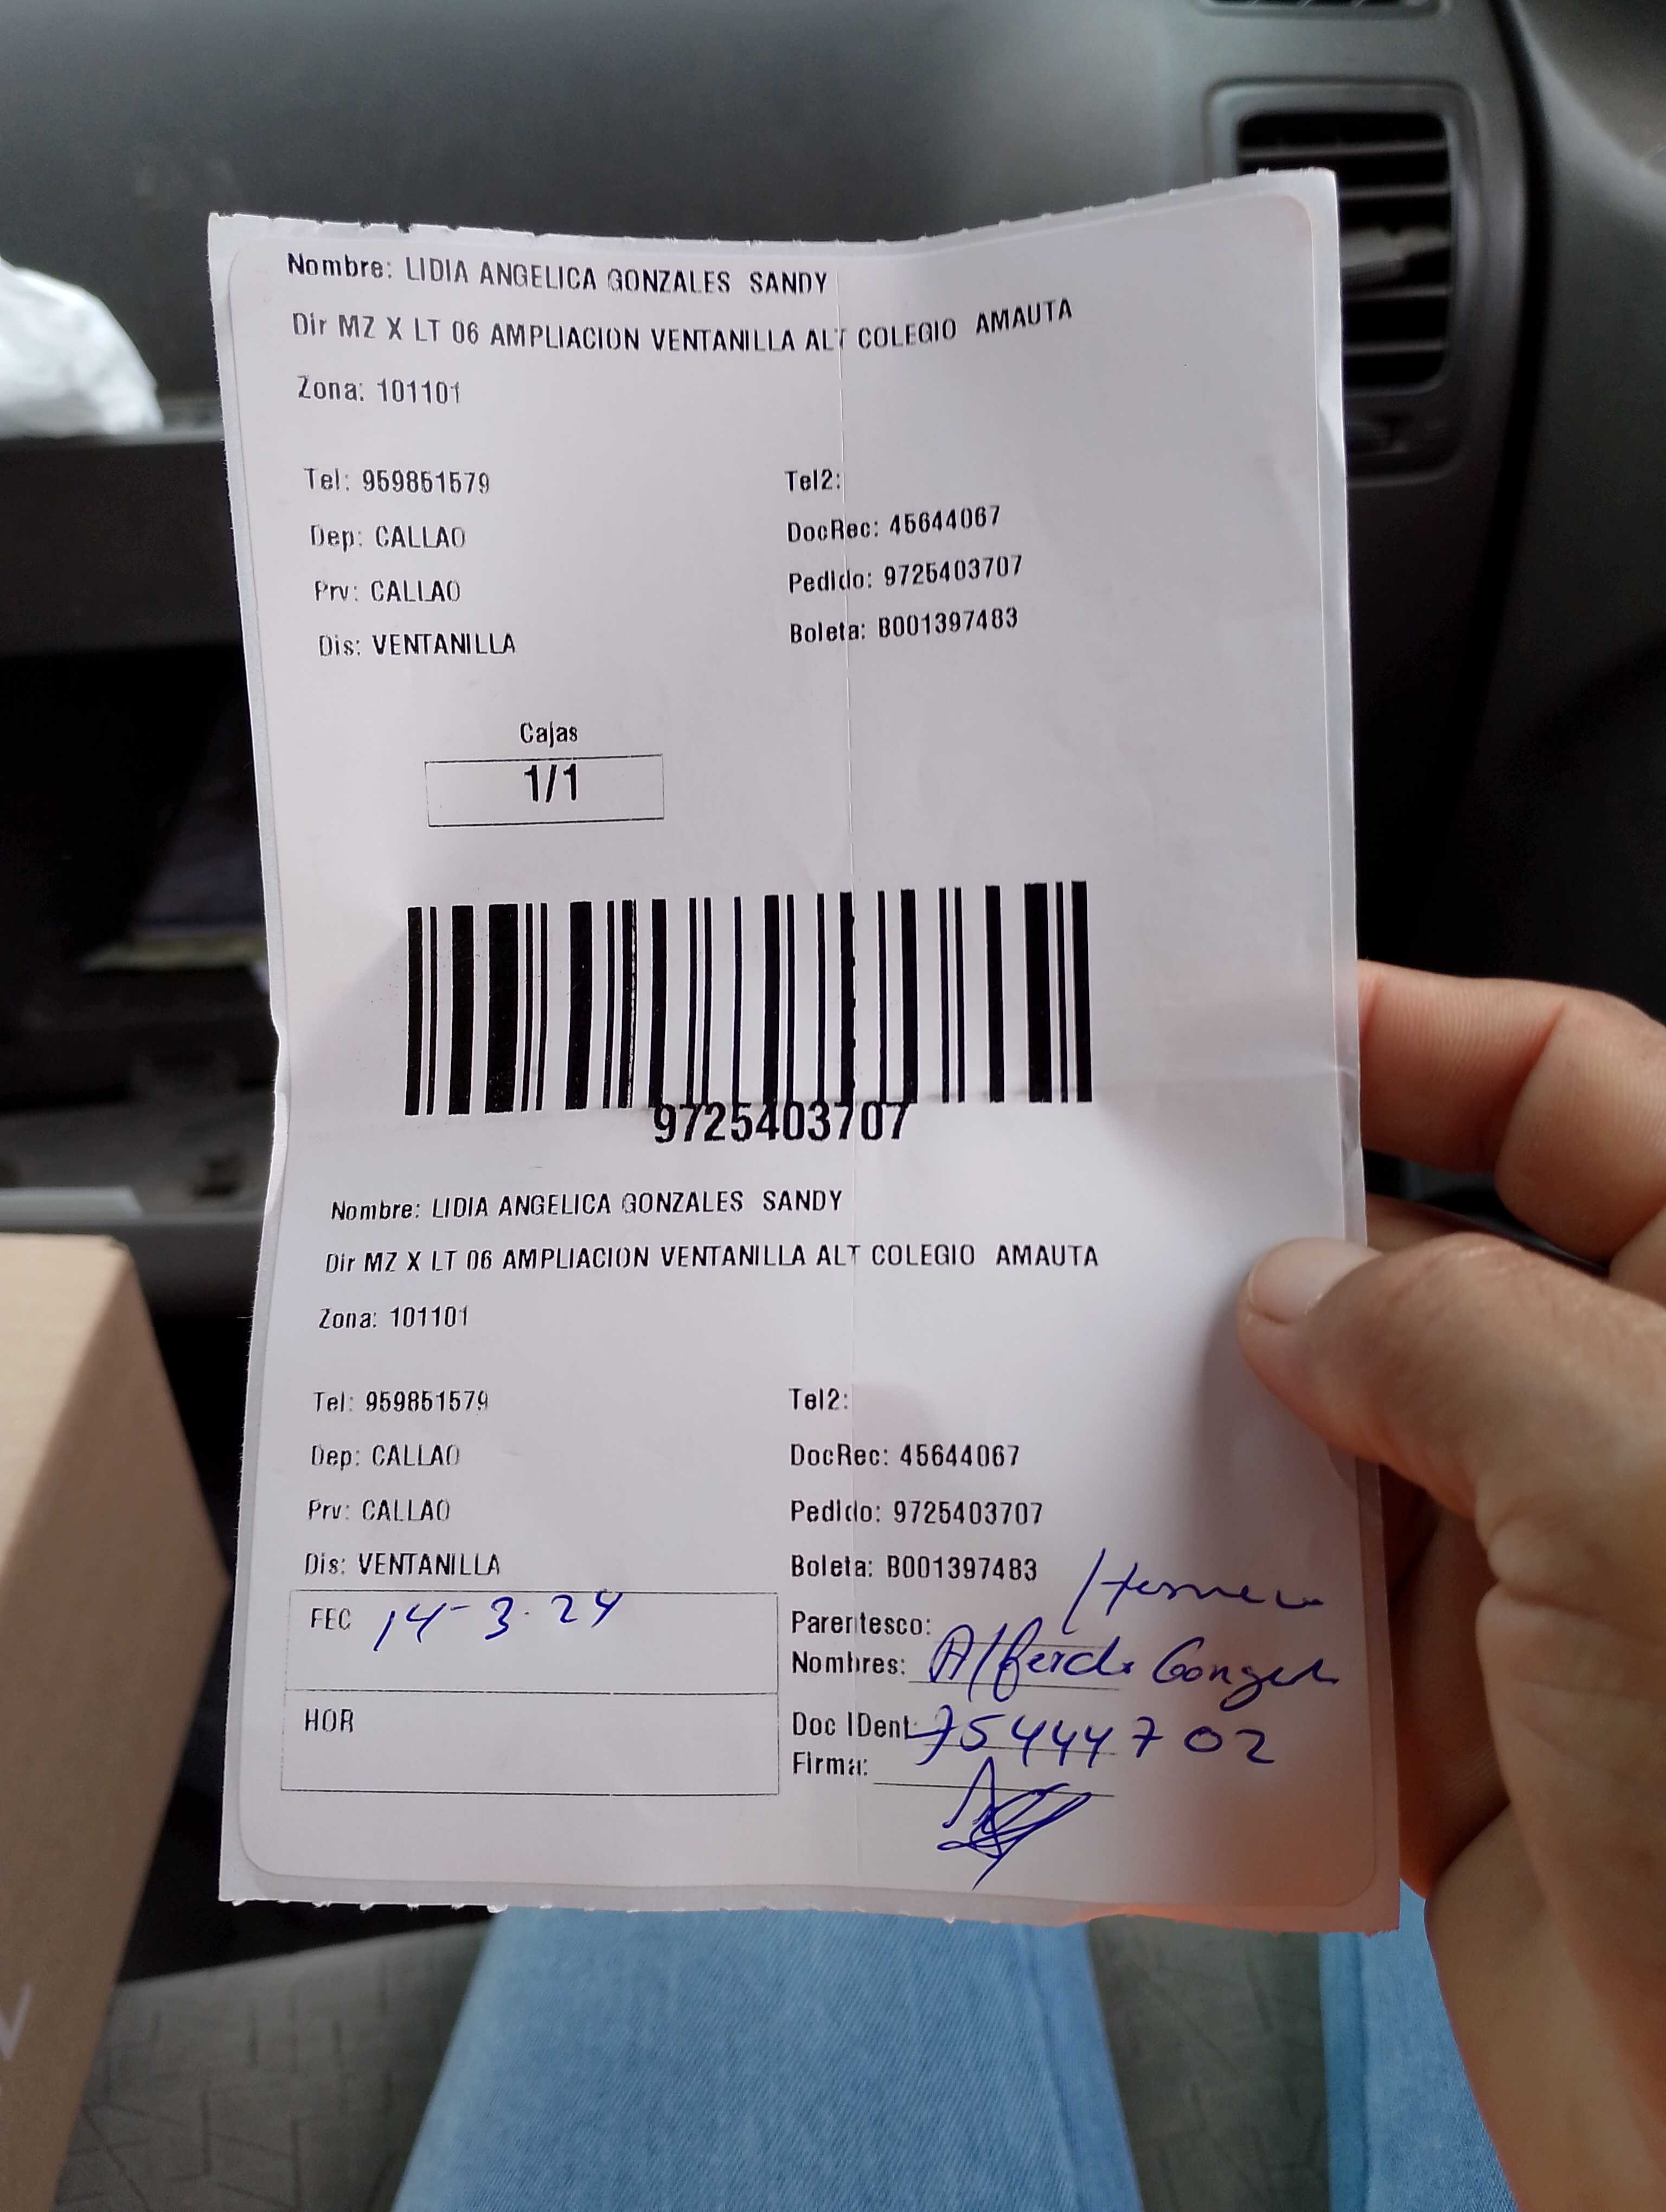 Nombre: LIDIA ANGELICA GONZALES SANDY
Dir MZ X LT 06 AMPLIACION VENTANILLA ALT COLEGIO AMAUTA
Zona: 101101
Tel: 959851579 Tel2:
Dep: CALLAO DocRec: 45644067
Prv: CALLAO Pedido: 9725403707
Dis: VENTANILLA Boleta: B001397483
Cajas
1/1
9725403707
Nombre: LIDIA ANGELICA GONZALES SANDY
Dir MZ X LT 06 AMPLIACION VENTANILLA ALT COLEGIO AMAUTA
Zona: 101101
Tel: 959851579 Tel2:
Dep: CALLAO DocRec: 45644067
Prv: CALLAO Pedido: 9725403707
Dis: VENTANILLA Boleta: B001397483
FEC 14-3-24 Parentesco:
Nombres: Alfredo
HOR Doc IDent: 75444702
Firma: